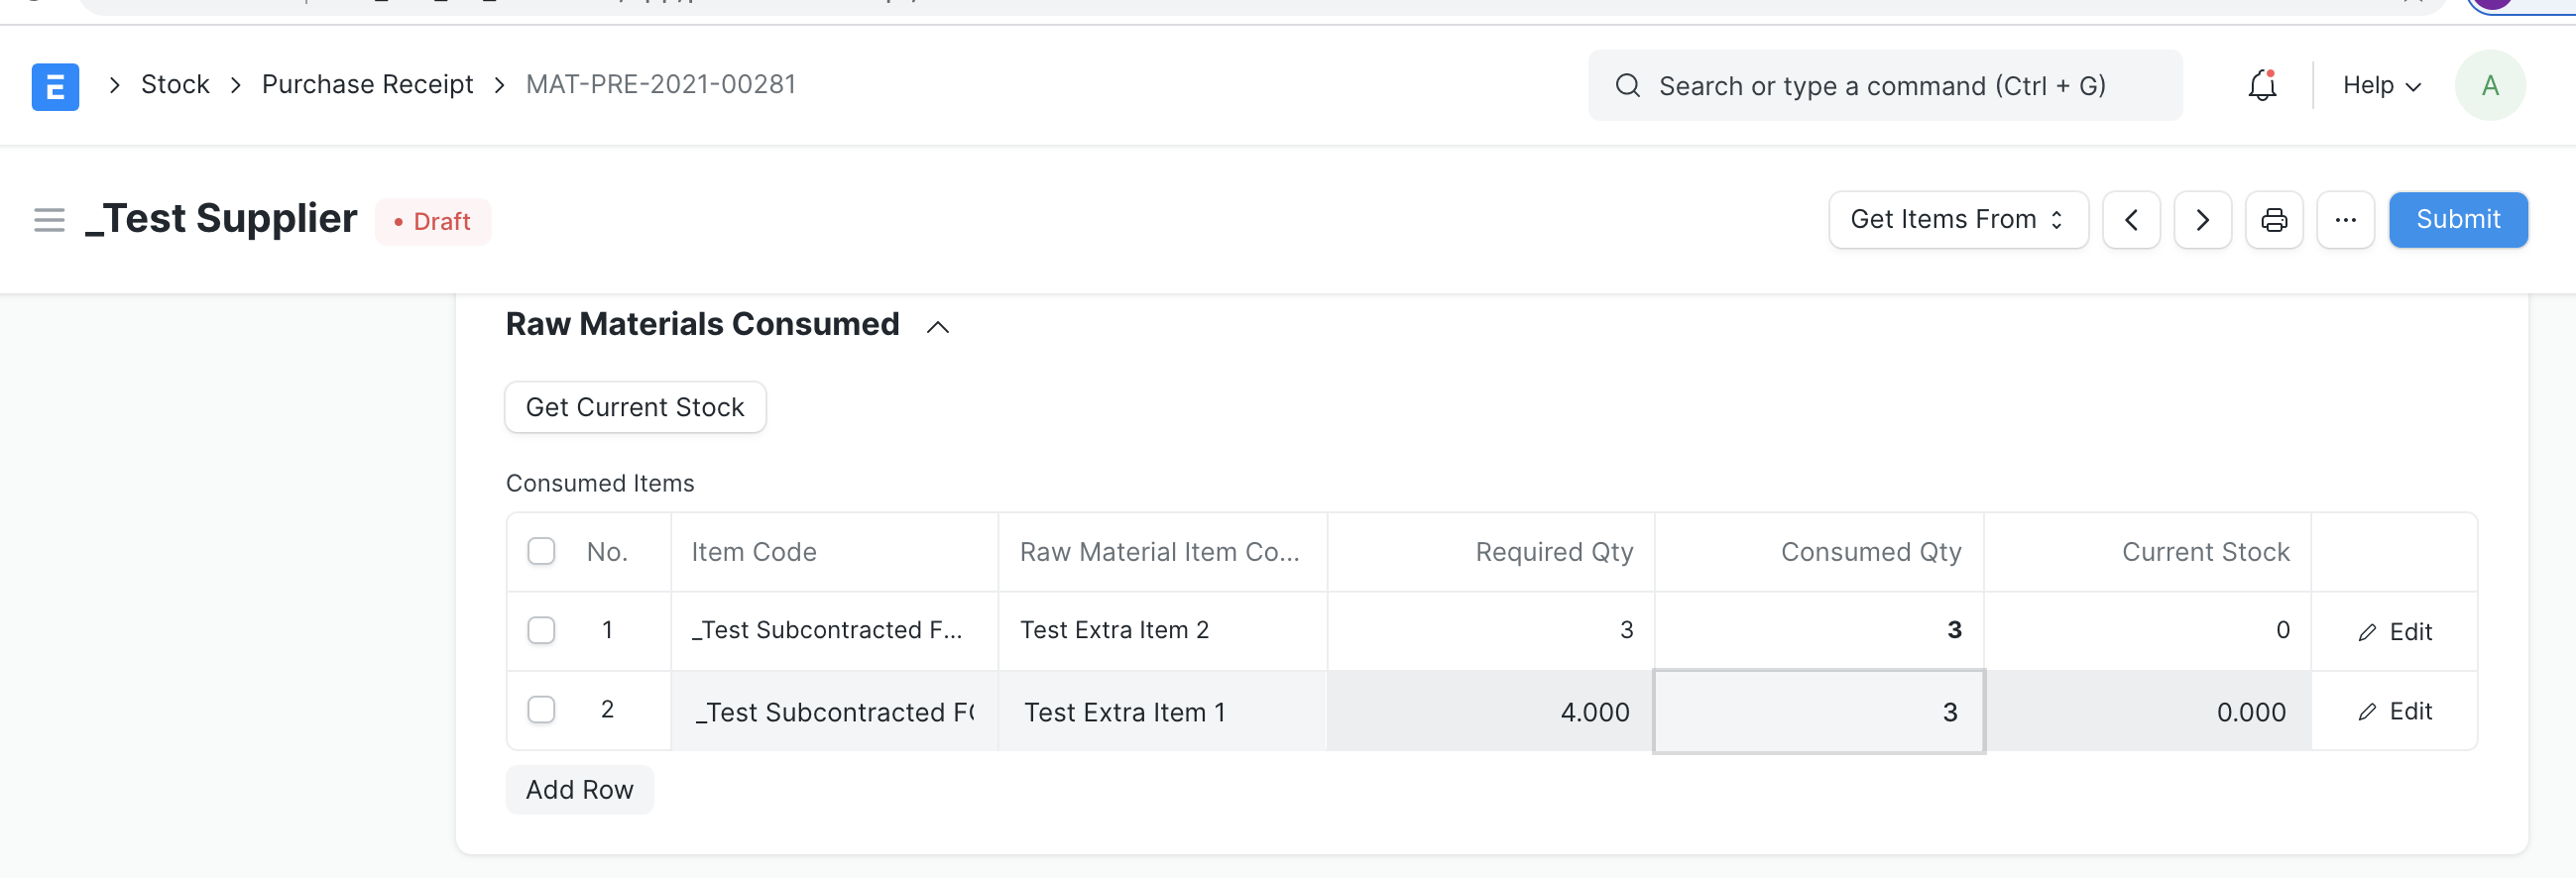 Stock > Purchase Receipt > MAT-PRE-2021-00281
Search or type a command (Ctrl + G)
Help
A
_Test Supplier
Draft
Get Items From
Submit
Raw Materials Consumed
Get Current Stock
Consumed Items
No. Item Code Raw Material Item Co... Required Qty Consumed Qty Current Stock
1 _Test Subcontracted F... Test Extra Item 2 3 3 0 Edit
2 _Test Subcontracted F Test Extra Item 1 4.000 3 0.000 Edit
Add Row